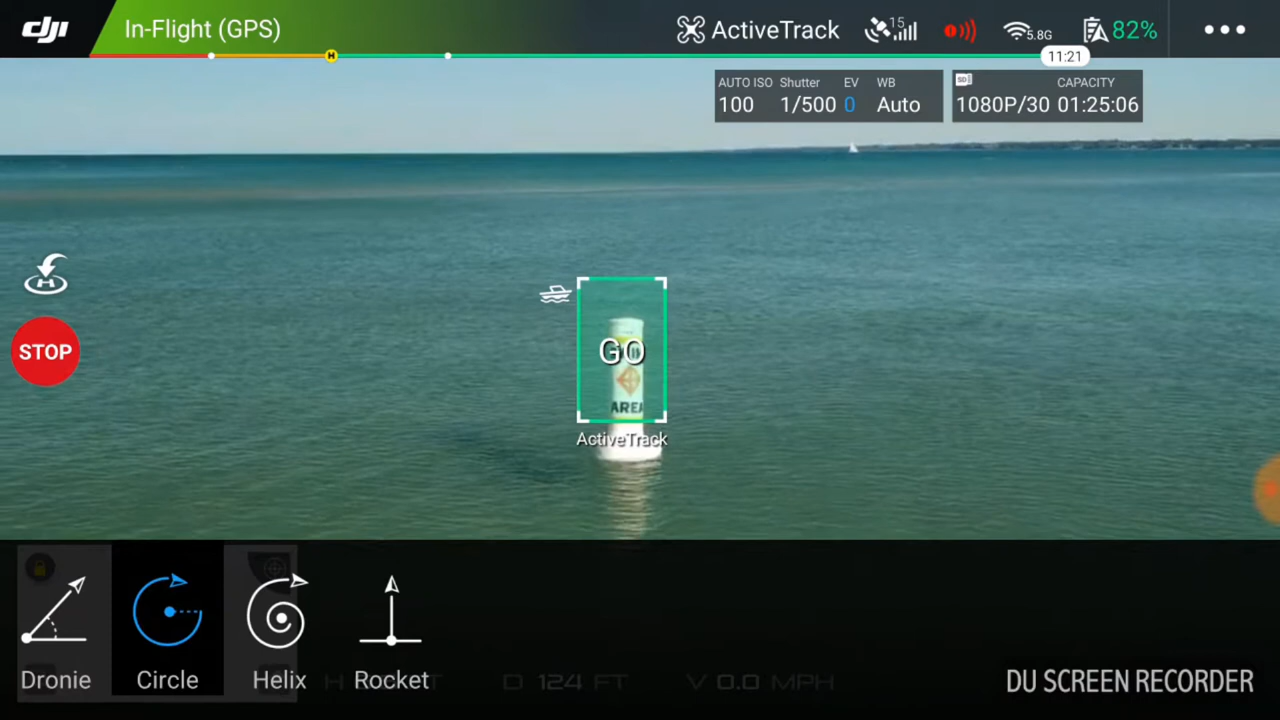 dji In-Flight (GPS) ActiveTrack 15 5.8G 82%
H 11:21
AUTO ISO Shutter EV WB CAPACITY
100 1/500 0 Auto 1080P/30 01:25:06
H
STOP
GO
AREA
ActiveTrack
Dronie Circle Helix Rocket
D 124 FT V 0.0 MPH
DU SCREEN RECORDER